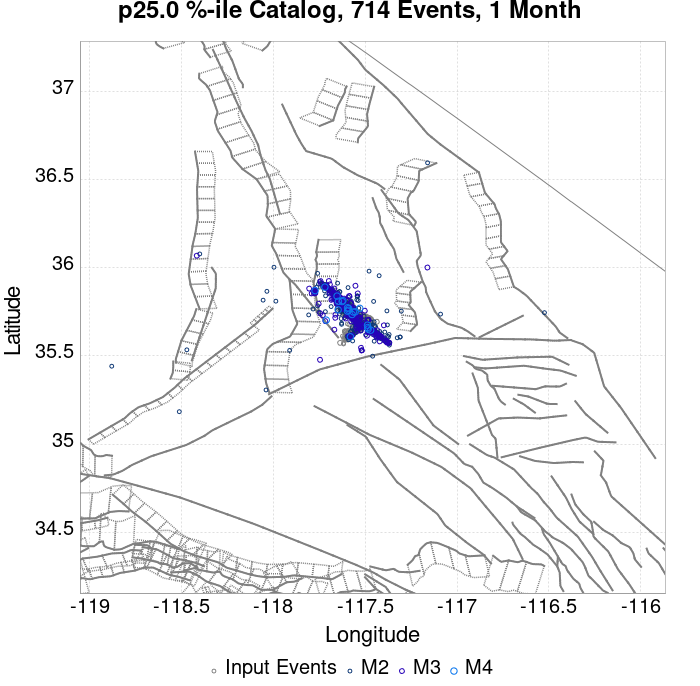 p25.0 %-ile Catalog, 714 Events, 1 Month
37
36.5
36
35.5
35
34.5
Latitude
-119 -118.5 -118 -117.5 -117 -116.5 -116
Longitude
Input Events M2 M3 M4